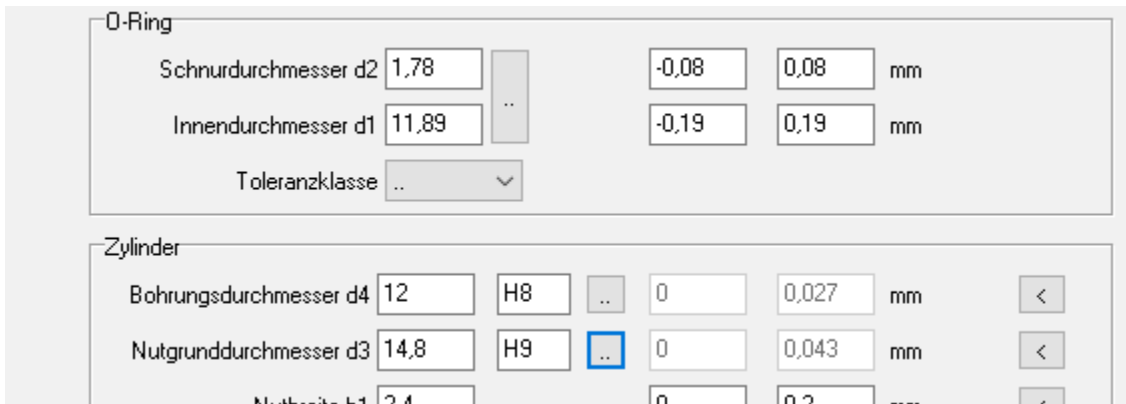 O-Ring
Schnurdurchmesser d2 1,78 .. -0,08 0,08 mm
Innendurchmesser d1 11,89 -0,19 0,19 mm
Toleranzklasse ..
Zylinder
Bohrungsdurchmesser d4 12 H8 .. 0 0,027 mm <
Nutgrunddurchmesser d3 14,8 H9 .. 0 0,043 mm <